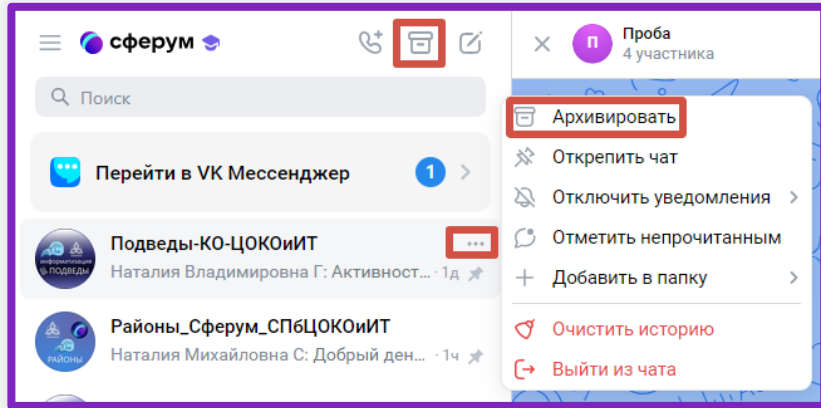 сферум
Поиск
Перейти в VK Мессенджер
1
информатизация
ПОДВЕДЫ
Подведы-КО-ЦОКОиИТ
Наталия Владимировна Г: Активност... · 1д
РАЙОНЫ
Районы_Сферум_СПбЦОКОиИТ
Наталия Михайловна С: Добрый ден... · 1ч
П
Проба
4 участника
Архивировать
Открепить чат
Отключить уведомления
Отметить непрочитанным
Добавить в папку
Очистить историю
Выйти из чата